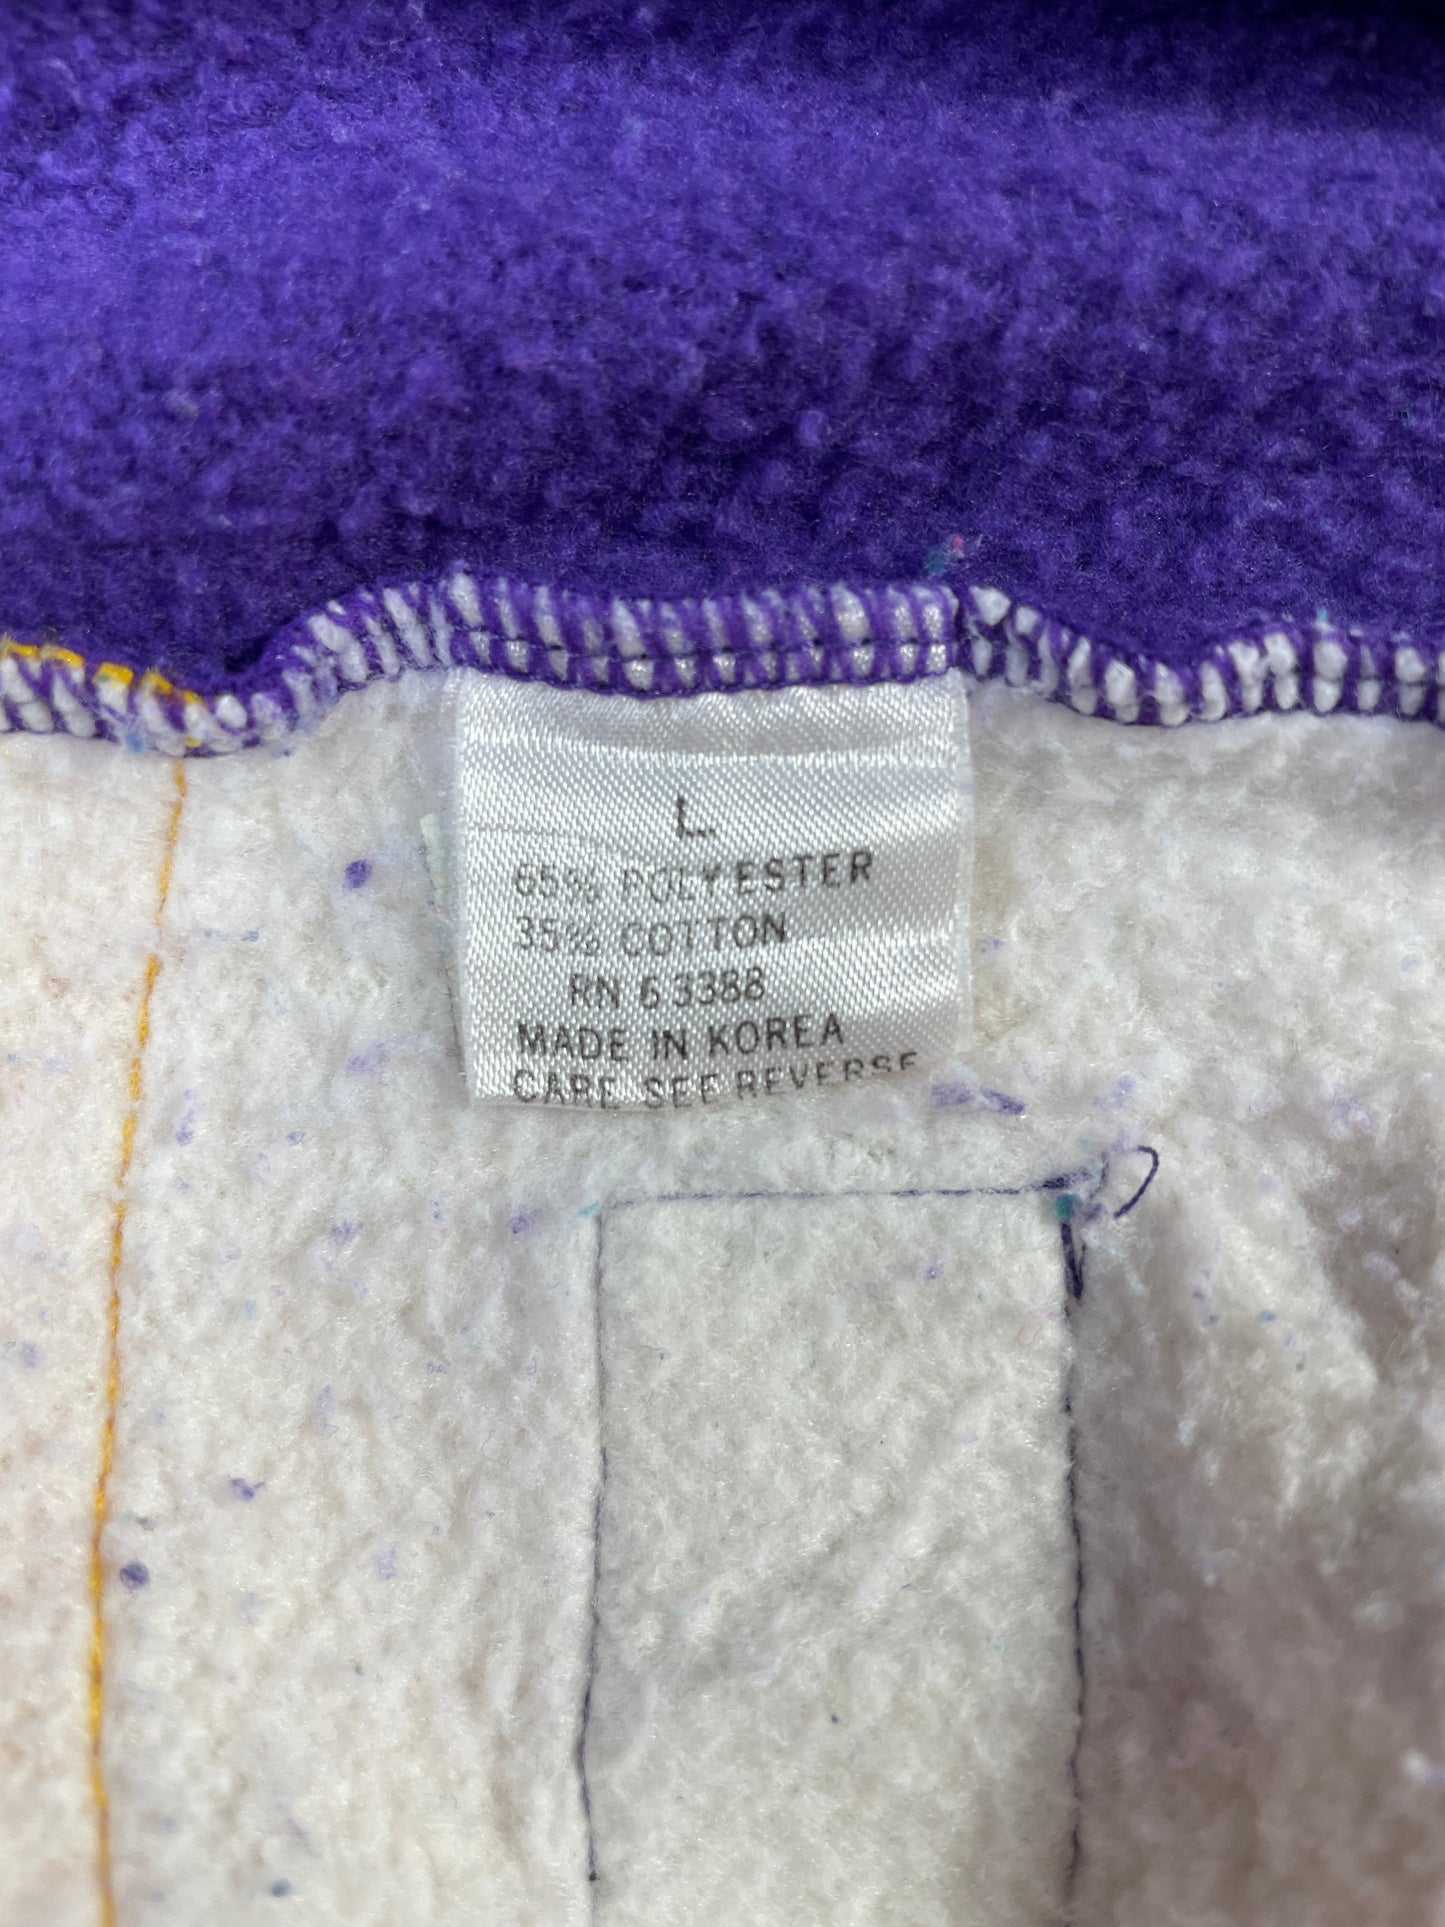 L.
65% POLYESTER
35% COTTON
RN 63388
MADE IN KOREA
CARE SEE REVERSE